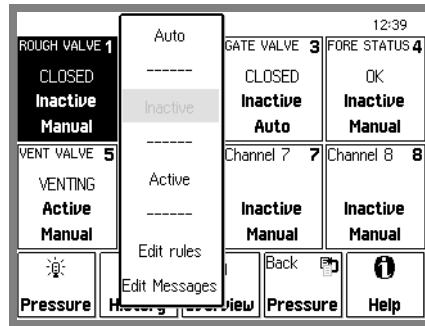 12:39
ROUGH VALVE 1
CLOSED
Inactive
Manual
Auto
------
Inactive
------
Active
------
Edit rules
Edit Messages
GATE VALVE 3
CLOSED
Inactive
Auto
FORE STATUS 4
OK
Inactive
Manual
VENT VALVE 5
VENTING
Active
Manual
Channel 7 7
Inactive
Manual
Channel 8 8
Inactive
Manual
Pressure
Back
Pressure
Help